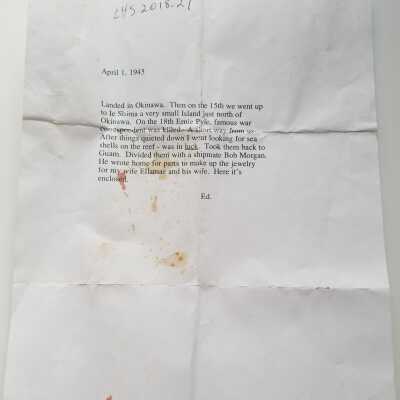 LHS 2018.21
April 1, 1945
Landed in Okinawa. Then on the 15th we went up
to Ie Shima a very small Island just north of
Okinawa. On the 18th Ernie Pyle, famous war
correspondent was killed. A short way from us.
After things quieted down I went looking for sea
shells on the reef - was in luck. Took them back to
Guam. Divided them with a shipmate Bob Morgan.
He wrote home for parts to make up the jewelry
for my wife Ellamae and his wife. Here it's
enclosed.
Ed.